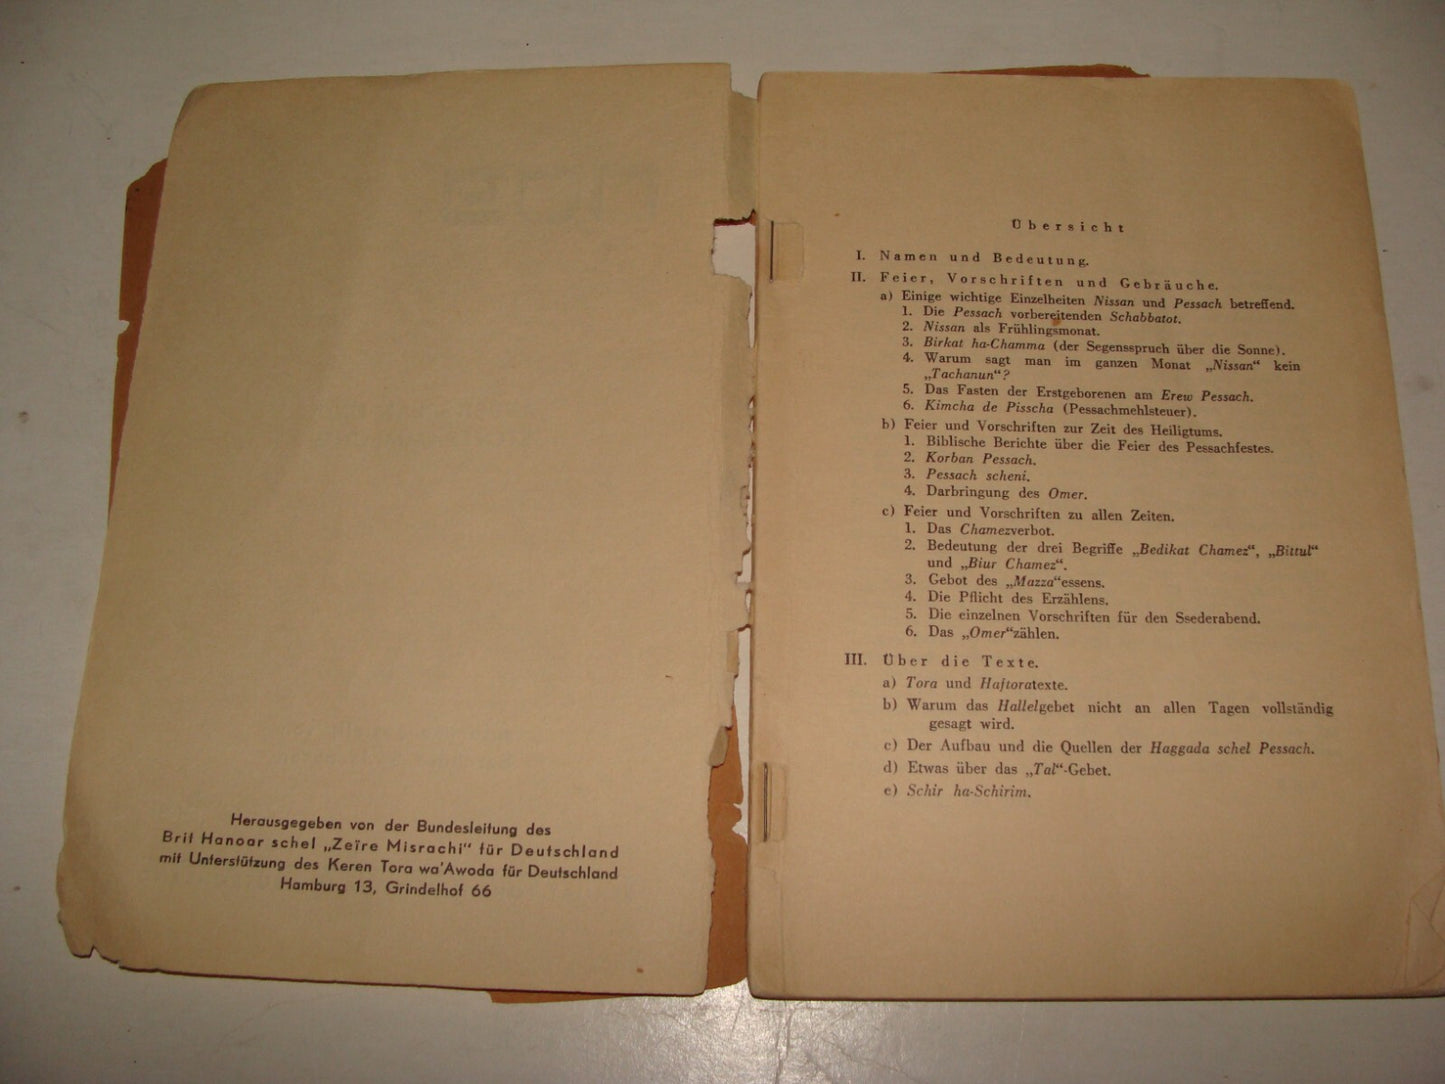 Herausgegeben von der Bundesleitung des
Brit Hanoar schel „Zeïre Misrachi“ für Deutschland
mit Unterstützung des Keren Tora wa'Awoda für Deutschland
Hamburg 13, Grindelhof 66
Übersicht
I. Namen und Bedeutung.
II. Feier, Vorschriften und Gebräuche.
a) Einige wichtige Einzelheiten Nissan und Pessach betreffend.
1. Die Pessach vorbereitenden Schabbatot.
2. Nissan als Frühlingsmonat.
3. Birkat ha-Chamma (der Segensspruch über die Sonne).
4. Warum sagt man im ganzen Monat „Nissan“ kein
„Tachanun“?
5. Das Fasten der Erstgeborenen am Erew Pessach.
6. Kimcha de Pisscha (Pessachmehlsteuer).
b) Feier und Vorschriften zur Zeit des Heiligtums.
1. Biblische Berichte über die Feier des Pessachfestes.
2. Korban Pessach.
3. Pessach scheni.
4. Darbringung des Omer.
c) Feier und Vorschriften zu allen Zeiten.
1. Das Chamezverbot.
2. Bedeutung der drei Begriffe „Bedikat Chamez“, „Bittul“
und „Biur Chamez“.
3. Gebot des „Mazza“essens.
4. Die Pflicht des Erzählens.
5. Die einzelnen Vorschriften für den Ssederabend.
6. Das „Omer“zählen.
III. Über die Texte.
a) Tora und Haftoratexte.
b) Warum das Hallelgebet nicht an allen Tagen vollständig
gesagt wird.
c) Der Aufbau und die Quellen der Haggada schel Pessach.
d) Etwas über das „Tal“-Gebet.
e) Schir ha-Schirim.